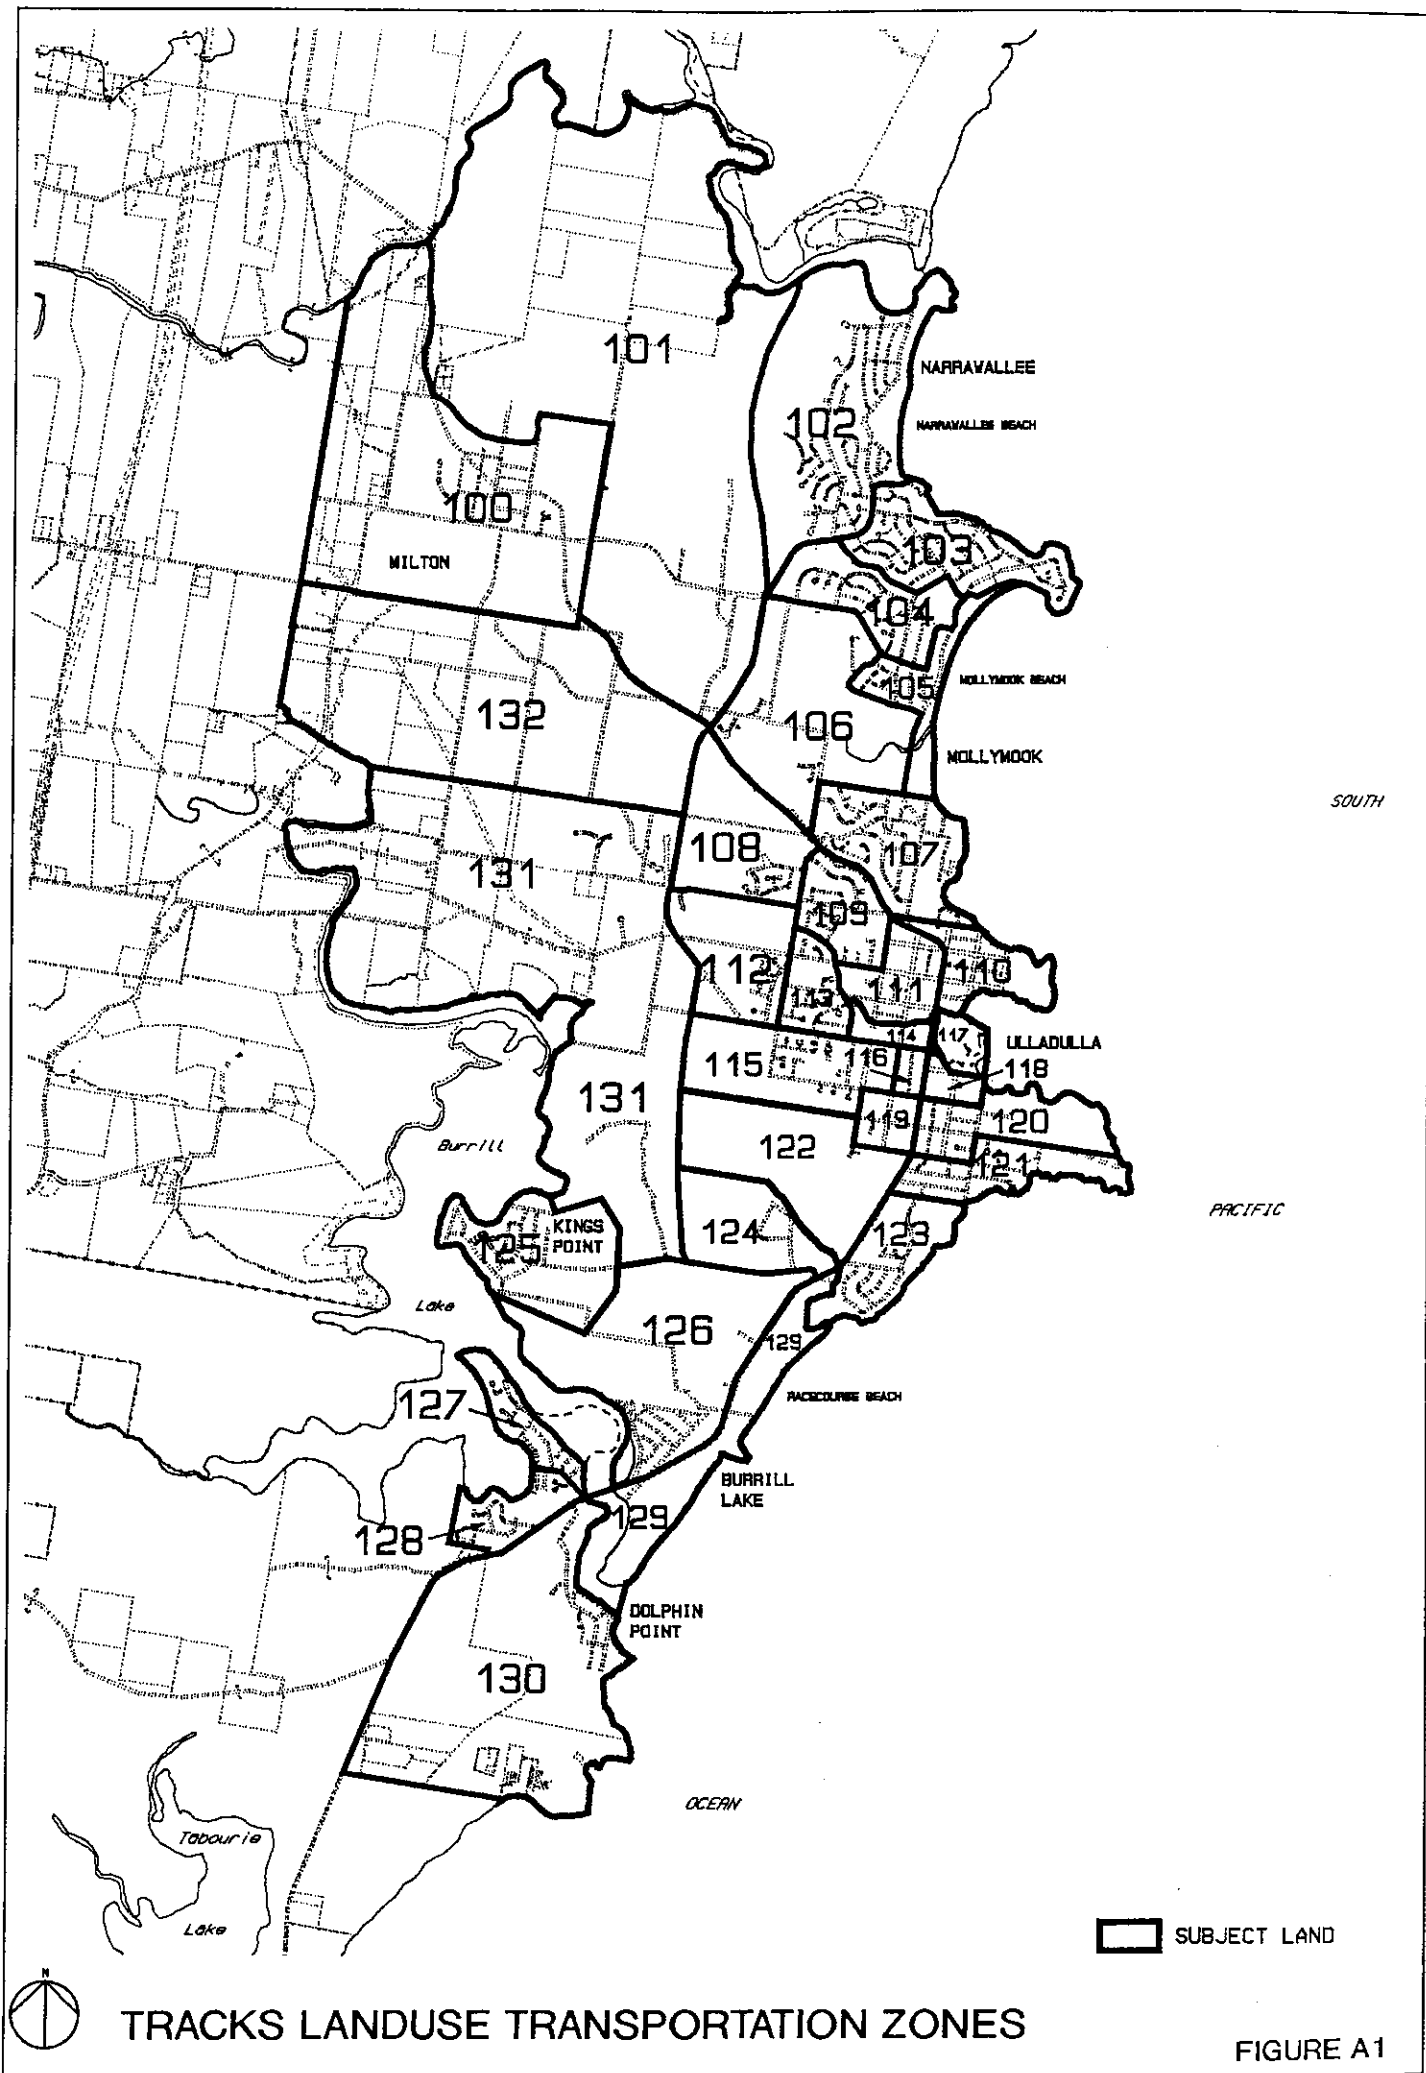 101
NARRAWALLEE
102
NARRAWALLEE BEACH
100
103
MILTON
104
105
MOLLYMOOK BEACH
132
106
MOLLYMOOK
SOUTH
108
107
131
109
112
110
113
111
114
117
ULLADULLA
115
116
118
131
119
120
Burrill
122
121
PACIFIC
KINGS
POINT
124
123
125
Lake
126
129
127
RACECOURSE BEACH
BURRILL
LAKE
129
128
DOLPHIN
POINT
130
OCEAN
Tabourie
Lake
SUBJECT LAND
N
TRACKS LANDUSE TRANSPORTATION ZONES
FIGURE A1